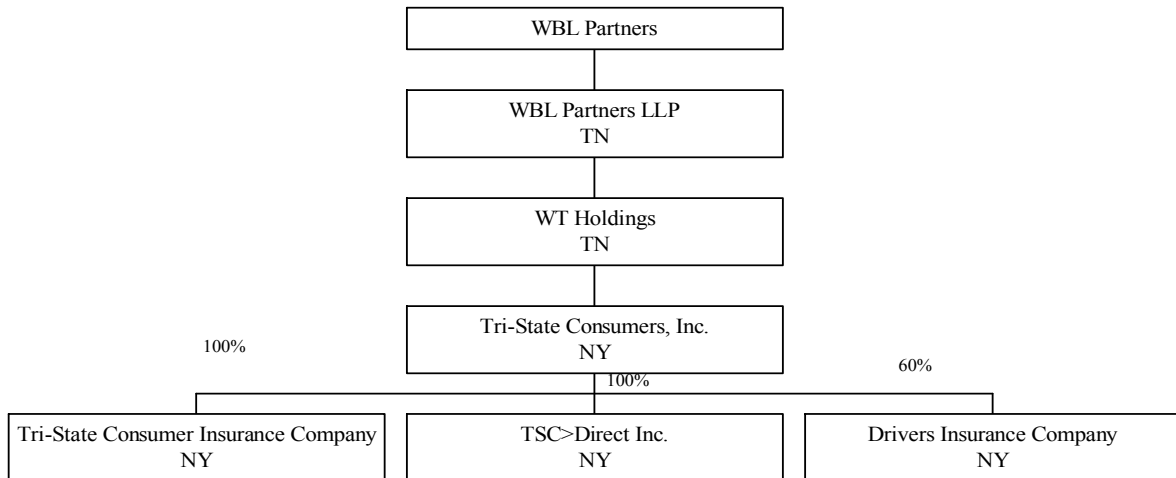 WBL Partners
WBL Partners LLP
TN
WT Holdings
TN
Tri-State Consumers, Inc.
NY
100%
100%
60%
Tri-State Consumer Insurance Company
NY
TSC>Direct Inc.
NY
Drivers Insurance Company
NY